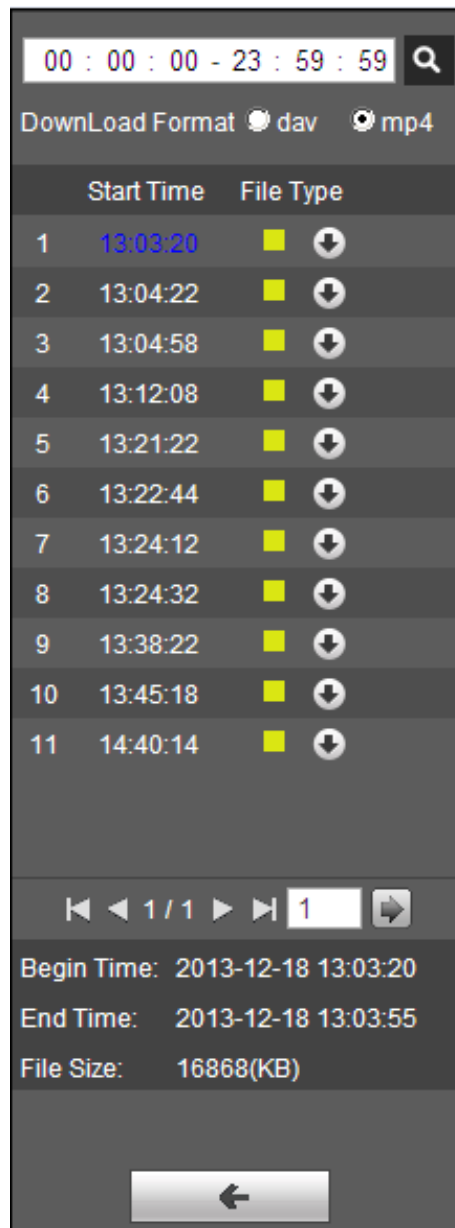 00 : 00 : 00 - 23 : 59 : 59
DownLoad Format dav mp4
Start Time File Type
1 13:03:20
2 13:04:22
3 13:04:58
4 13:12:08
5 13:21:22
6 13:22:44
7 13:24:12
8 13:24:32
9 13:38:22
10 13:45:18
11 14:40:14
1 / 1 1
Begin Time: 2013-12-18 13:03:20
End Time: 2013-12-18 13:03:55
File Size: 16868(KB)